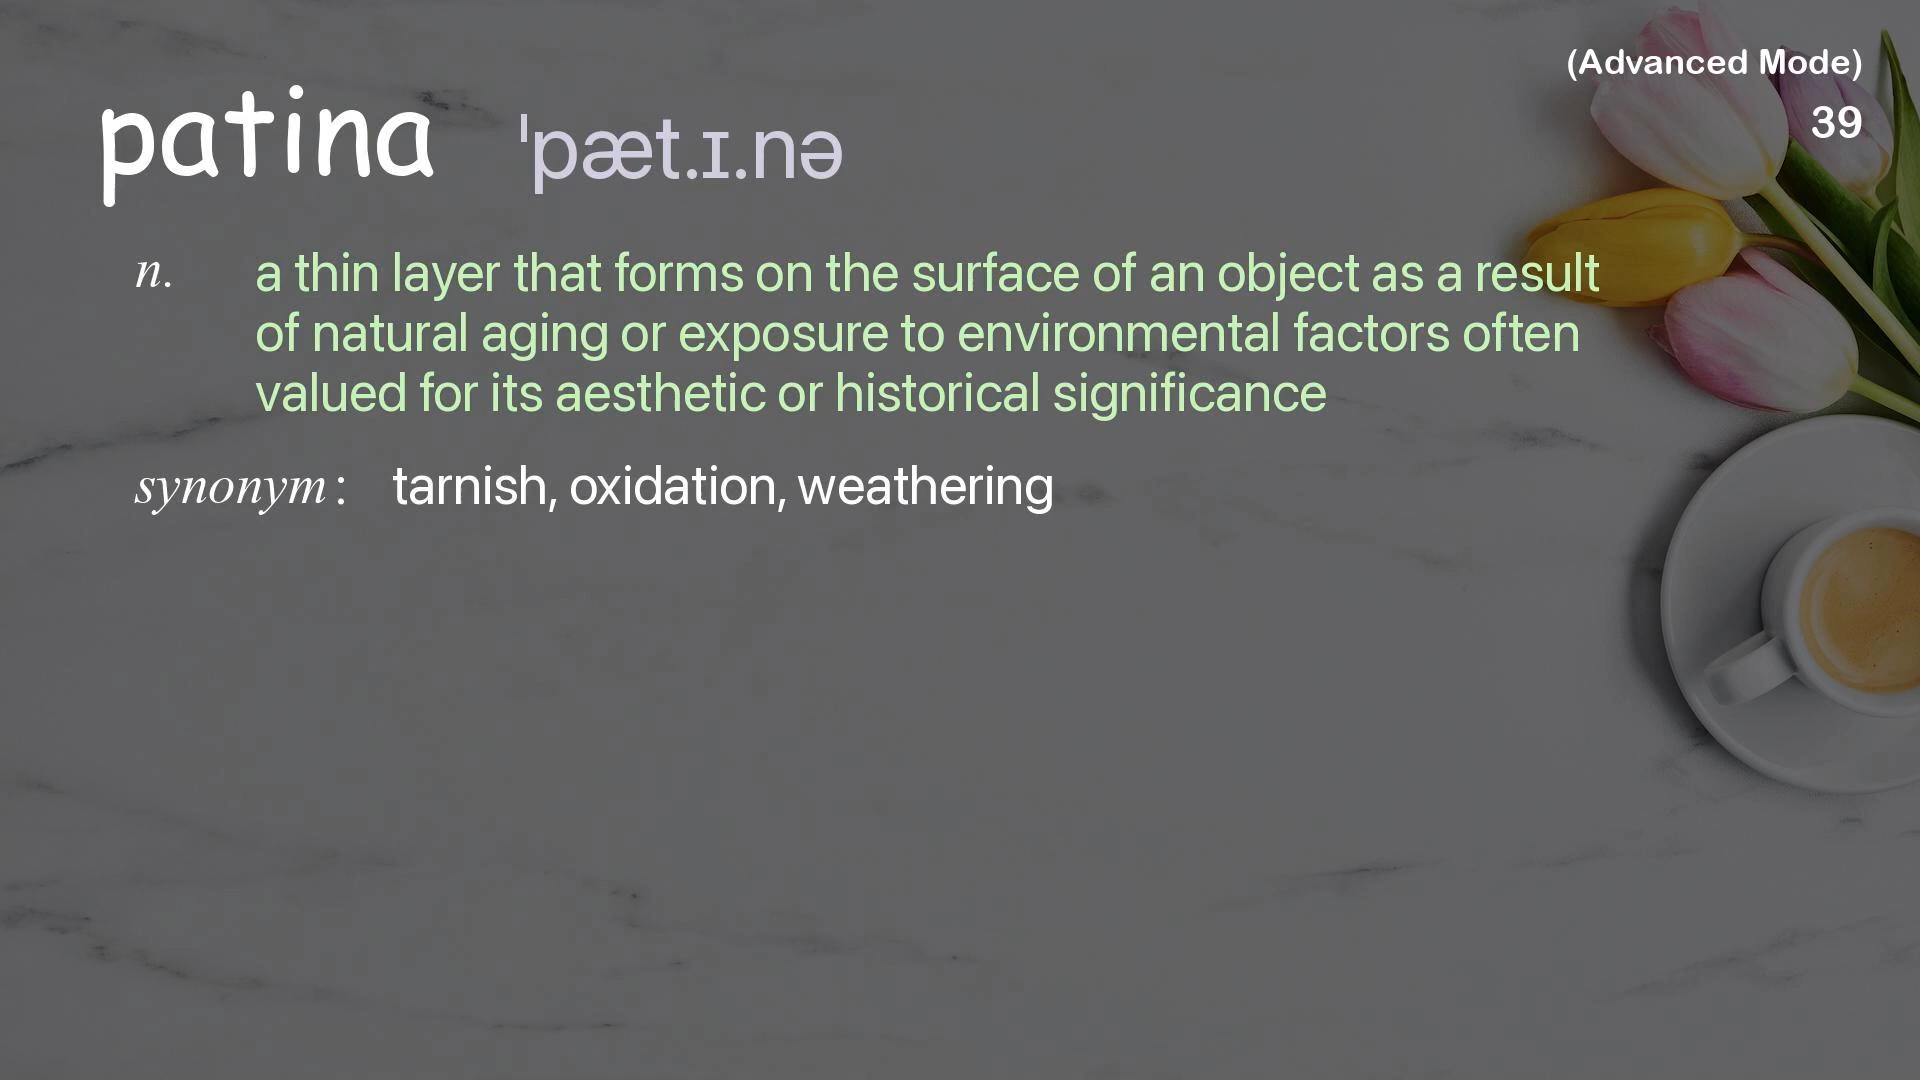 (Advanced Mode)
39
patina ˈpæt.ɪ.nə
n. a thin layer that forms on the surface of an object as a result
of natural aging or exposure to environmental factors often
valued for its aesthetic or historical significance
synonym: tarnish, oxidation, weathering